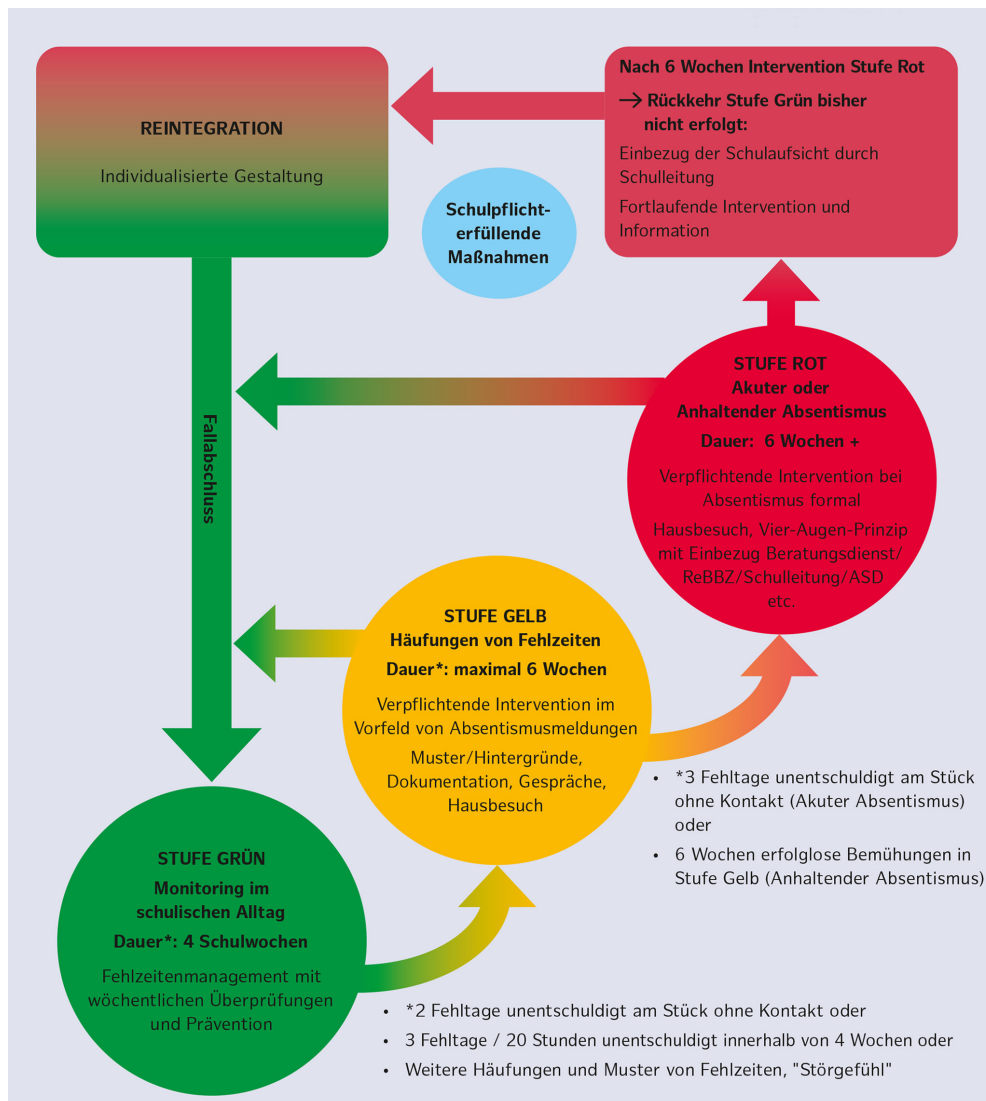 REINTEGRATION
Individualisierte Gestaltung
Nach 6 Wochen Intervention Stufe Rot
→ Rückkehr Stufe Grün bisher
nicht erfolgt:
Einbezug der Schulaufsicht durch
Schulleitung
Fortlaufende Intervention und
Information
Schulpflicht-
erfüllende
Maßnahmen
STUFE ROT
Akuter oder
Anhaltender Absentismus
Dauer: 6 Wochen +
Verpflichtende Intervention bei
Absentismus formal
Hausbesuch, Vier-Augen-Prinzip
mit Einbezug Beratungsdienst/
ReBBZ/Schulleitung/ASD
etc.
Fallabschluss
STUFE GELB
Häufungen von Fehlzeiten
Dauer*: maximal 6 Wochen
Verpflichtende Intervention im
Vorfeld von Absentismusmeldungen
Muster/Hintergründe,
Dokumentation, Gespräche,
Hausbesuch
• *3 Fehltage unentschuldigt am Stück
ohne Kontakt (Akuter Absentismus)
oder
• 6 Wochen erfolglose Bemühungen in
Stufe Gelb (Anhaltender Absentismus)
STUFE GRÜN
Monitoring im
schulischen Alltag
Dauer*: 4 Schulwochen
Fehlzeitenmanagement mit
wöchentlichen Überprüfungen
und Prävention
• *2 Fehltage unentschuldigt am Stück ohne Kontakt oder
• 3 Fehltage / 20 Stunden unentschuldigt innerhalb von 4 Wochen oder
• Weitere Häufungen und Muster von Fehlzeiten, "Störgefühl"